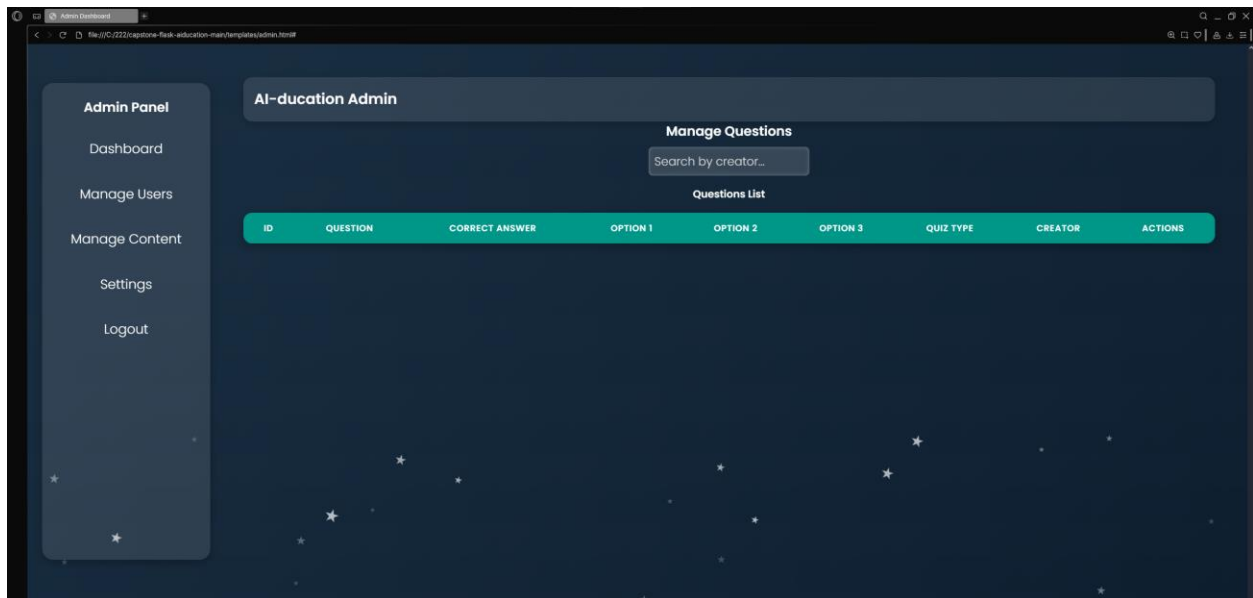 Admin Dashboard
file:///C:/222/capstone-flask-aiducation-main/templates/admin.html#
Admin Panel
Dashboard
Manage Users
Manage Content
Settings
Logout
AI-ducation Admin
Manage Questions
Search by creator...
Questions List
ID QUESTION CORRECT ANSWER OPTION 1 OPTION 2 OPTION 3 QUIZ TYPE CREATOR ACTIONS